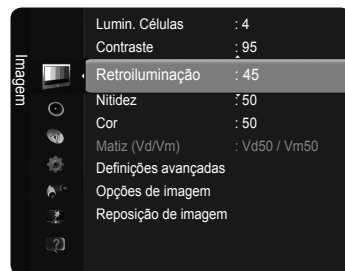 Imagem
Lumin. Células : 4
Contraste : 95
Retroiluminação : 45
Nitidez : 50
Cor : 50
Matiz (Vd/Vm) : Vd50 / Vm50
Definições avançadas
Opções de imagem
Reposição de imagem